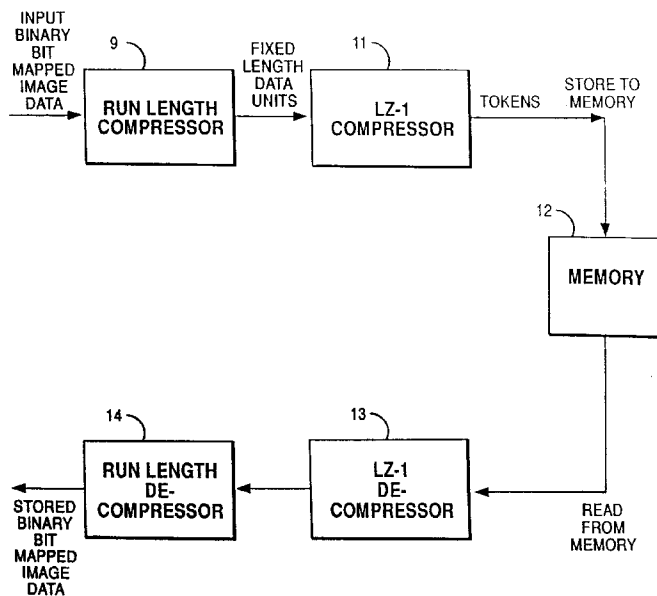 INPUT
BINARY
BIT
MAPPED
IMAGE
DATA
9
RUN LENGTH
COMPRESSOR
FIXED
LENGTH
DATA
UNITS
11
LZ-1
COMPRESSOR
TOKENS
STORE TO
MEMORY
12
MEMORY
14
RUN LENGTH
DE-
COMPRESSOR
13
LZ-1
DE-
COMPRESSOR
READ
FROM
MEMORY
STORED
BINARY
BIT
MAPPED
IMAGE
DATA